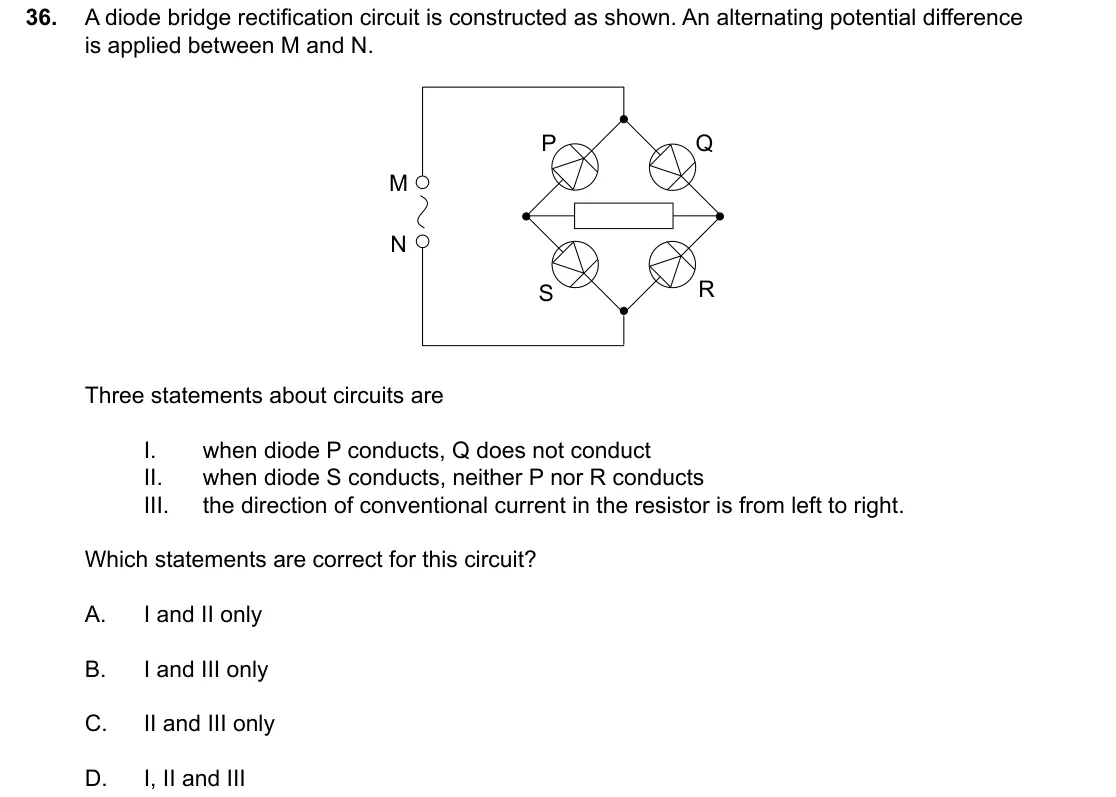 36. A diode bridge rectification circuit is constructed as shown. An alternating potential difference
is applied between M and N.
P
Q
M
N
S
R
Three statements about circuits are
I. when diode P conducts, Q does not conduct
II. when diode S conducts, neither P nor R conducts
III. the direction of conventional current in the resistor is from left to right.
Which statements are correct for this circuit?
A. I and II only
B. I and III only
C. II and III only
D. I, II and III